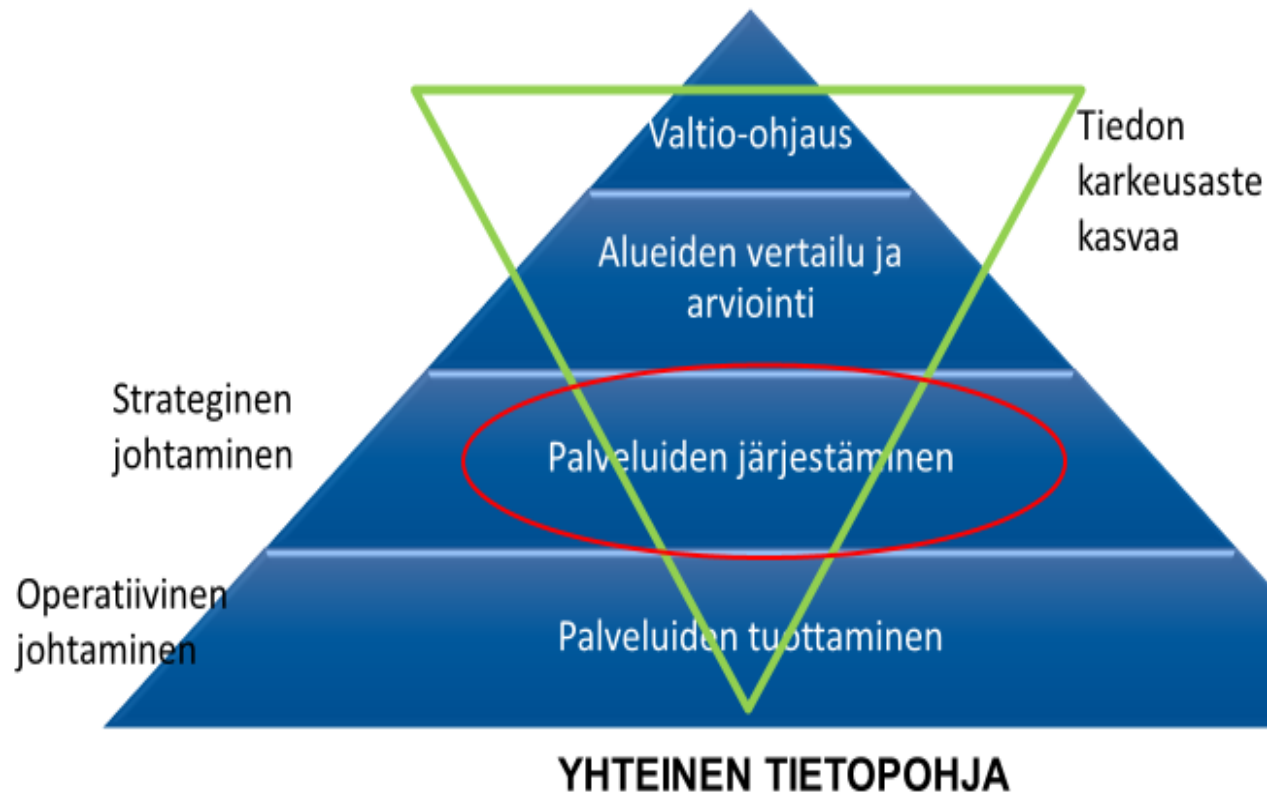 Valtio-ohjaus
Tiedon
karkeusaste
kasvaa
Alueiden vertailu ja
arviointi
Strateginen
johtaminen
Palveluiden järjestäminen
Operatiivinen
johtaminen
Palveluiden tuottaminen
YHTEINEN TIETOPOHJA